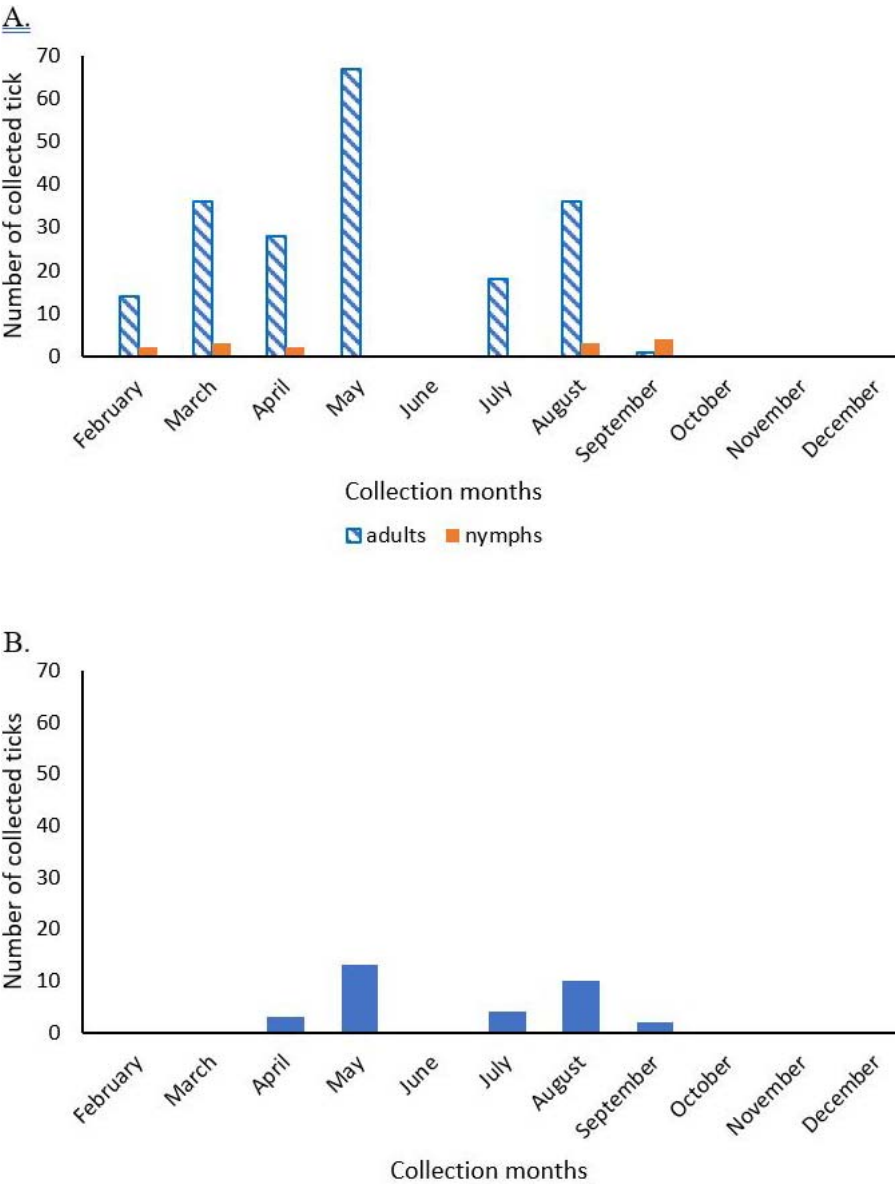 A.
70
60
50
40
30
20
10
0
Number of collected tick
February March April May June July August September October November December
Collection months
adults nymphs
B.
70
60
50
40
30
20
10
0
Number of collected ticks
February March April May June July August September October November December
Collection months